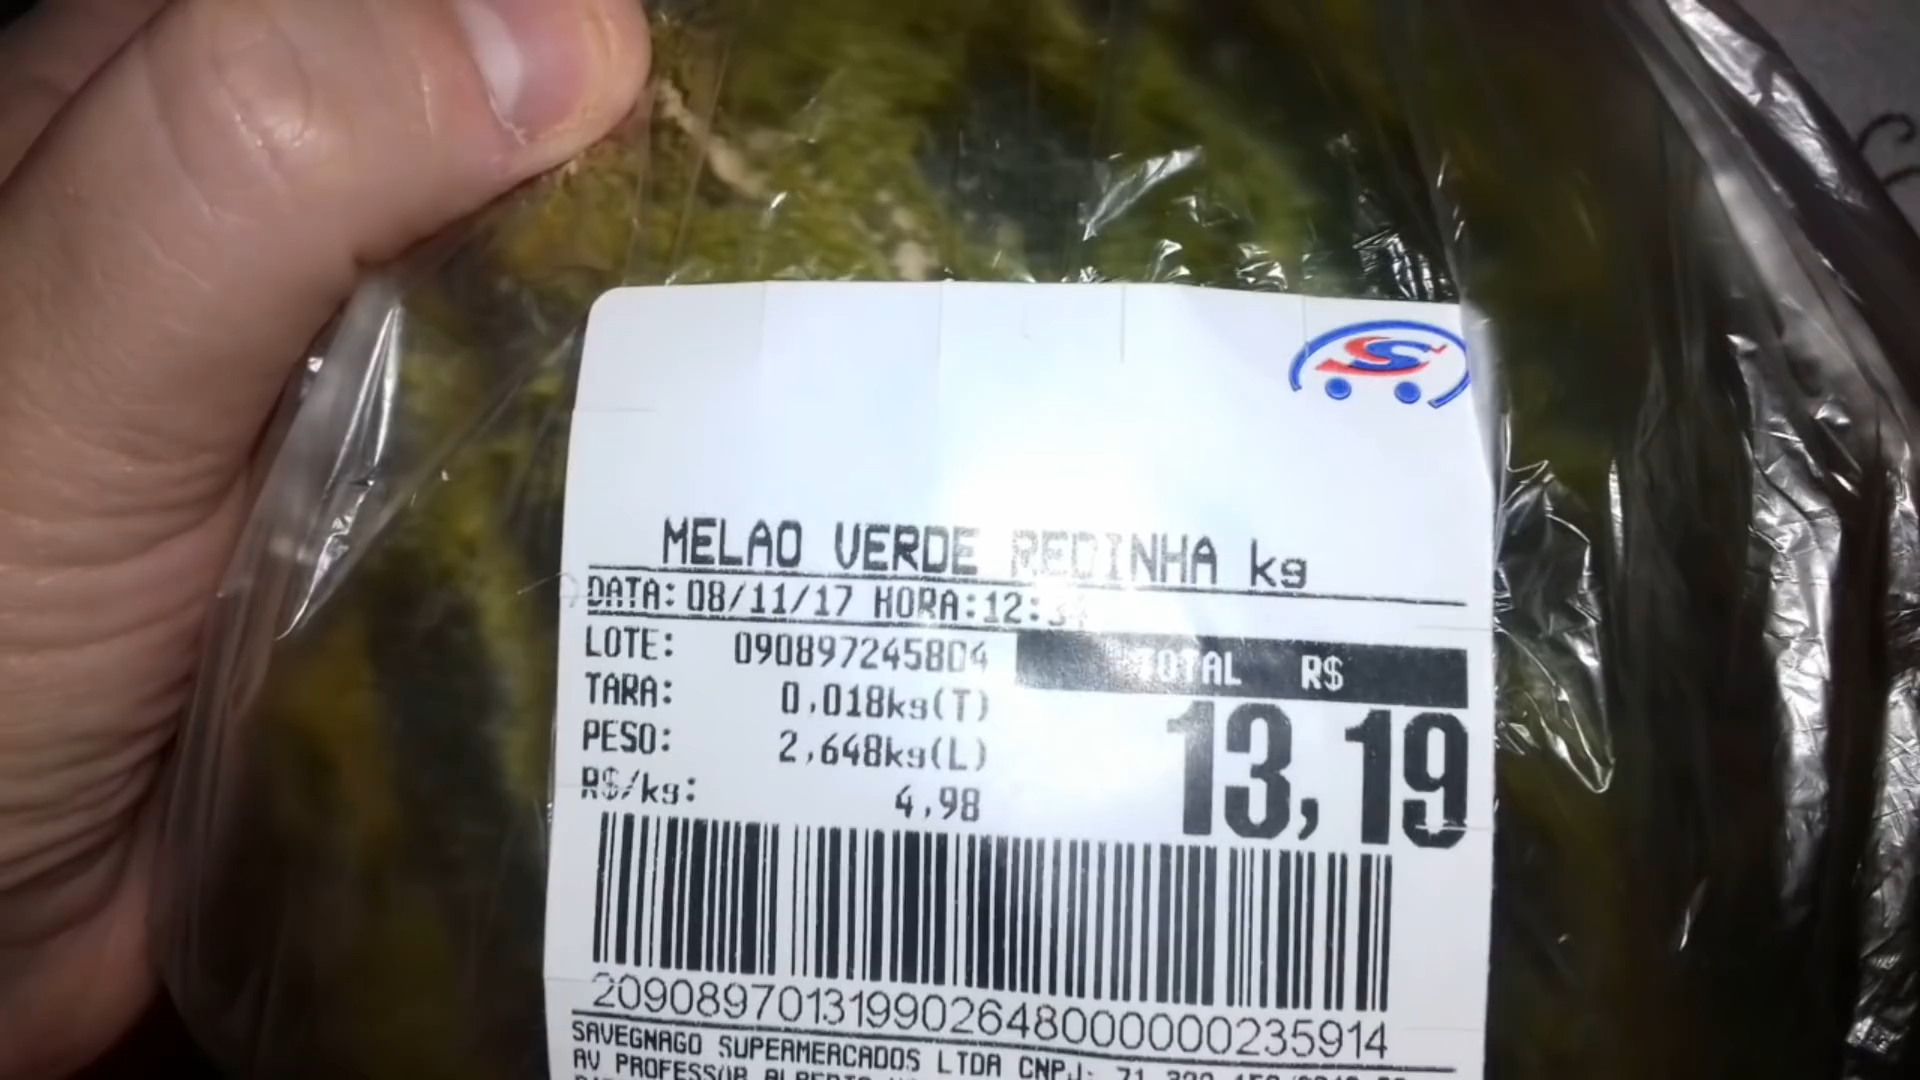 S
MELAO VERDE REDINHA kg
DATA: 08/11/17 HORA:12:34
LOTE: 090897245804
TOTAL R$
TARA: 0,018kg(T)
13,19
PESO: 2,648kg(L)
R$/kg: 4,98
2090897013199026480000000235914
SAVEGNAGO SUPERMERCADOS LTDA CNPJ:
AV PROFESSOR